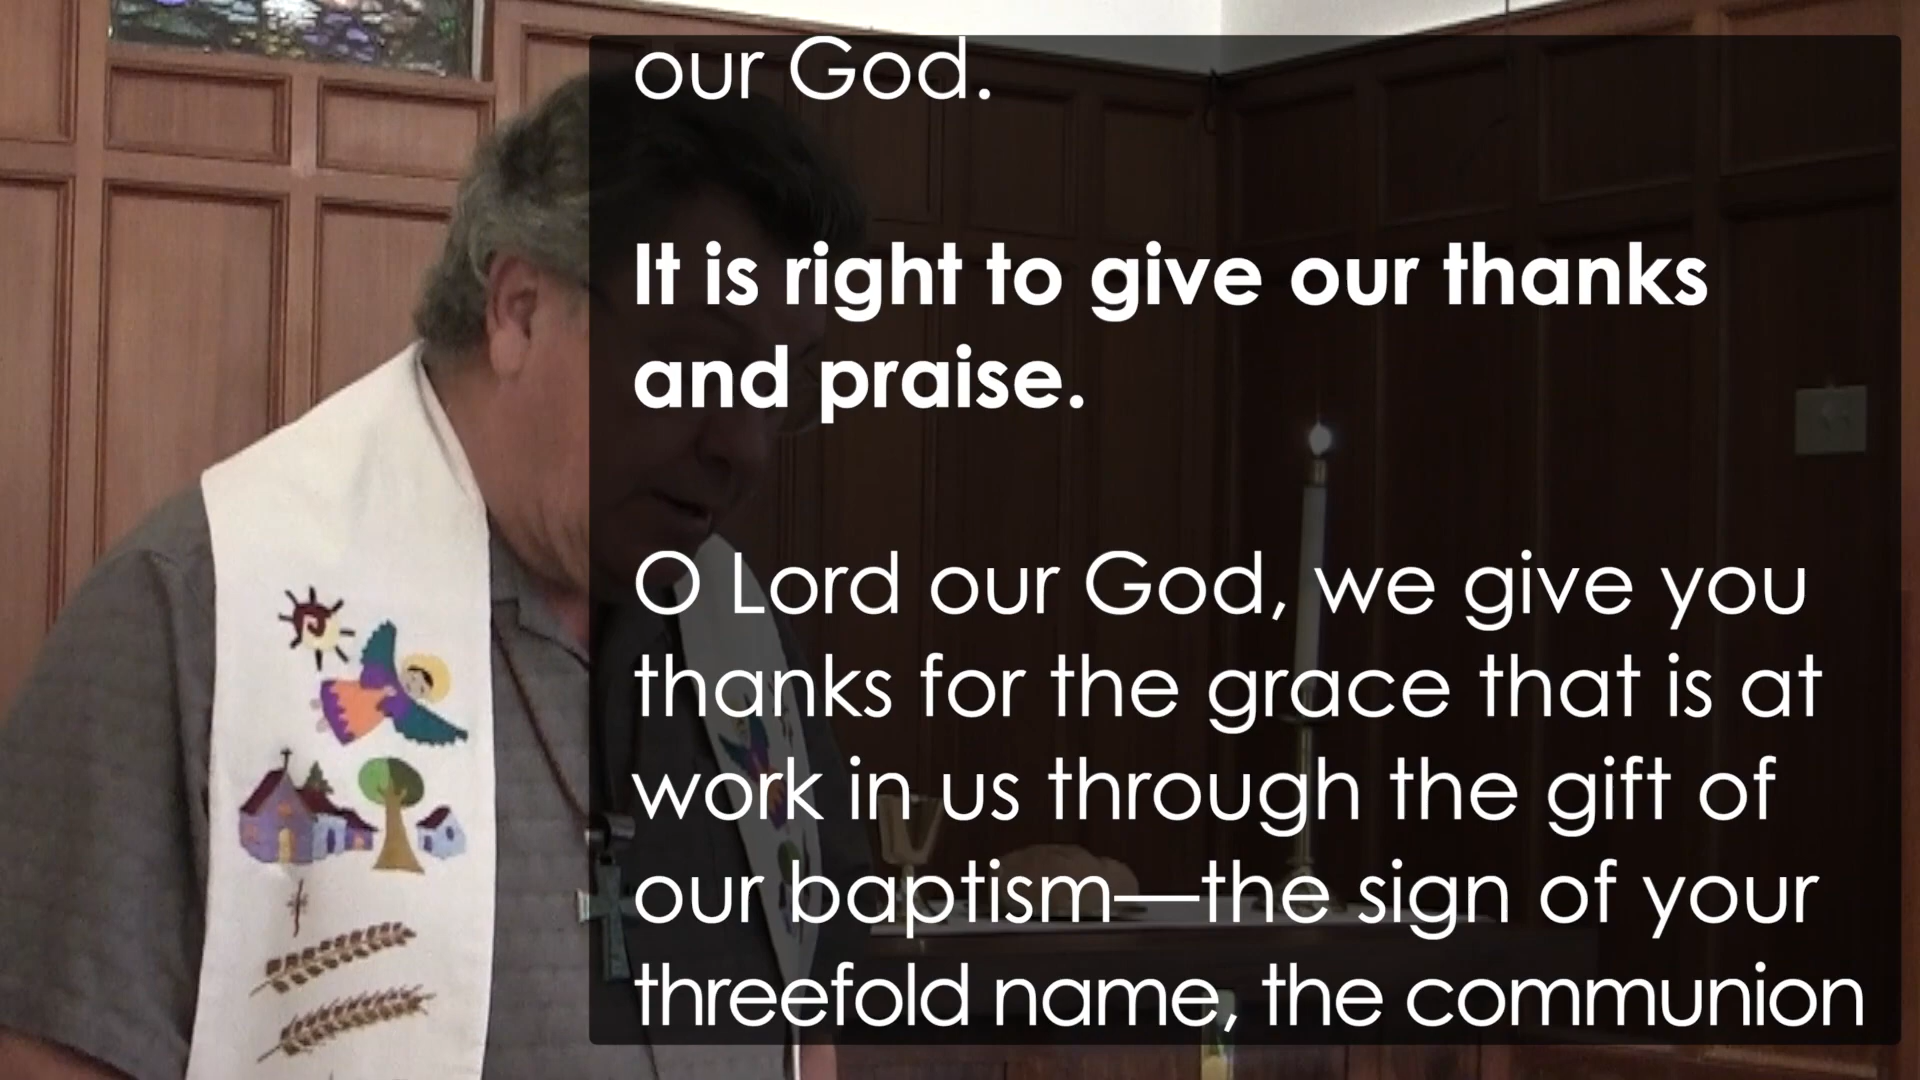 our God.
It is right to give our thanks
and praise.
O Lord our God, we give you
thanks for the grace that is at
work in us through the gift of
our baptism—the sign of your
threefold name, the communion